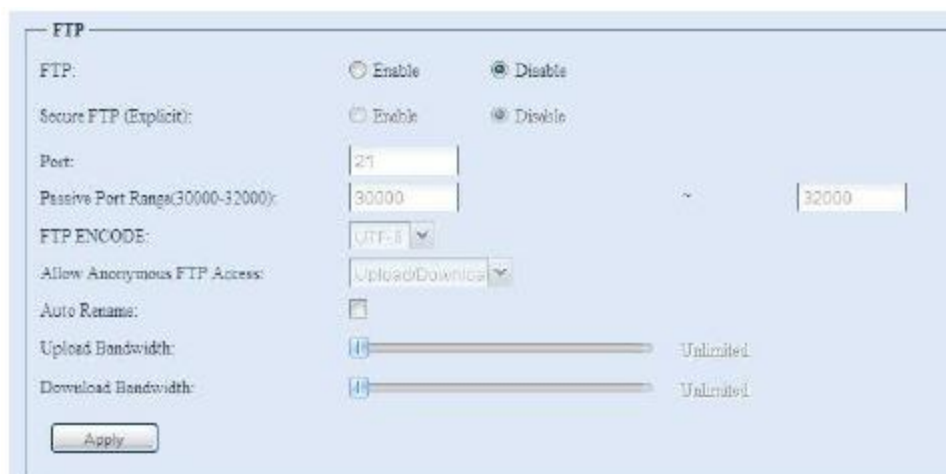 FTP
FTP: Enable Disable
Secure FTP (Explicit): Enable Disable
Port: 21
Passive Port Range(30000-32000): 30000 ~ 32000
FTP ENCODE: UTF-8
Allow Anonymous FTP Access: Upload/Downloa
Auto Rename:
Upload Bandwidth: Unlimited
Download Bandwidth: Unlimited
Apply